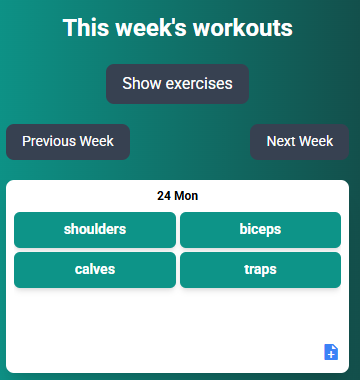 This week's workouts
Show exercises
Previous Week
Next Week
24 Mon
shoulders
biceps
calves
traps